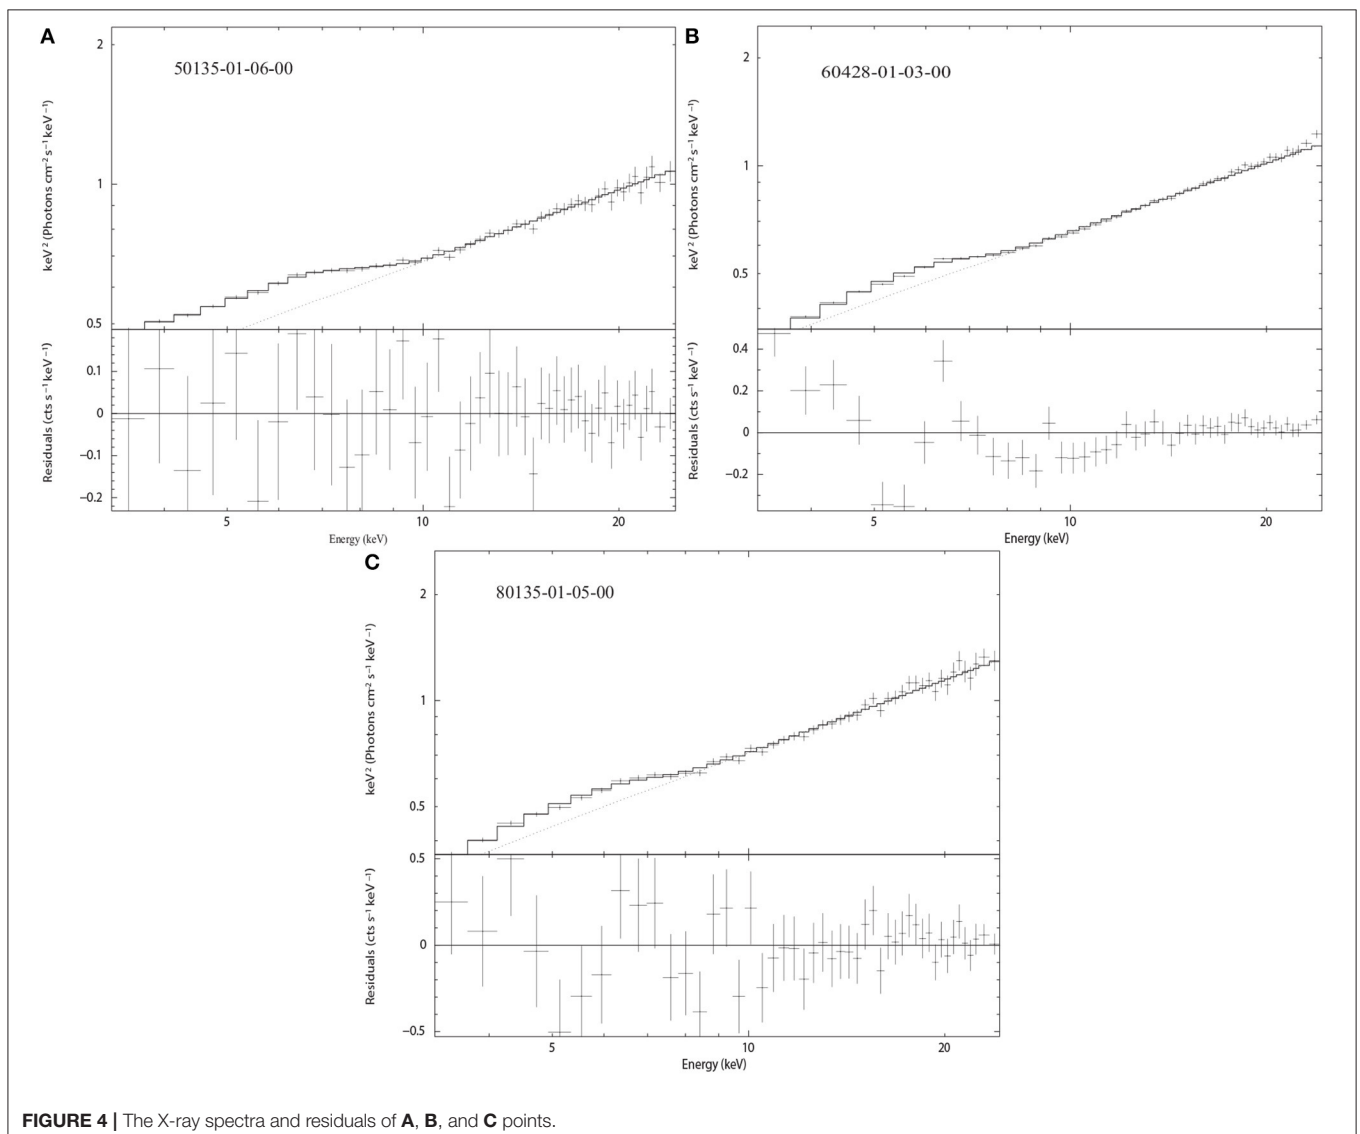 A
50135-01-06-00
2
1
0.5
keV ² (Photons cm⁻² s⁻¹ keV⁻¹)
0.1
0
−0.1
−0.2
Residuals (cts s⁻¹ keV⁻¹)
5 10 20
Energy (keV)
B
60428-01-03-00
2
1
0.5
keV ² (Photons cm⁻² s⁻¹ keV⁻¹)
0.4
0.2
0
−0.2
Residuals (cts s⁻¹ keV⁻¹)
5 10 20
Energy (keV)
C
80135-01-05-00
2
1
0.5
keV² (Photons cm⁻² s⁻¹ keV⁻¹)
0.5
0
−0.5
Residuals (cts s⁻¹ keV⁻¹)
5 10 20
Energy (keV)
FIGURE 4 | The X-ray spectra and residuals of A, B, and C points.